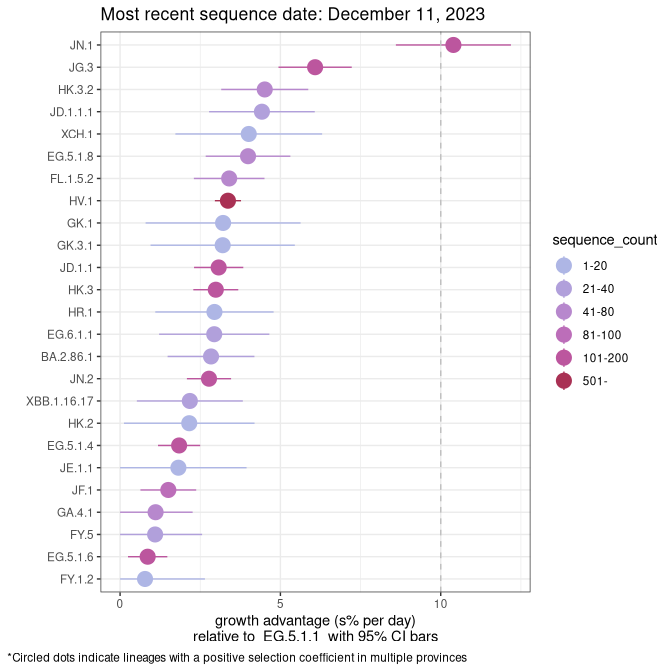 Most recent sequence date: December 11, 2023
JN.1
JG.3
HK.3.2
JD.1.1.1
XCH.1
EG.5.1.8
FL.1.5.2
HV.1
GK.1
GK.3.1
JD.1.1
HK.3
HR.1
EG.6.1.1
BA.2.86.1
JN.2
XBB.1.16.17
HK.2
EG.5.1.4
JE.1.1
JF.1
GA.4.1
FY.5
EG.5.1.6
FY.1.2
0 5 10
growth advantage (s% per day)
relative to EG.5.1.1 with 95% CI bars
sequence_count
1-20
21-40
41-80
81-100
101-200
501-
*Circled dots indicate lineages with a positive selection coefficient in multiple provinces